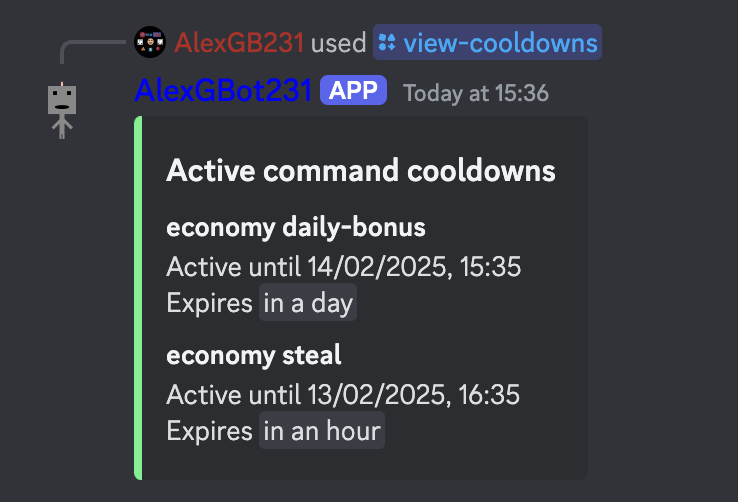 AlexGB231 used view-cooldowns
AlexGBot231 APP Today at 15:36
Active command cooldowns
economy daily-bonus
Active until 14/02/2025, 15:35
Expires in a day
economy steal
Active until 13/02/2025, 16:35
Expires in an hour